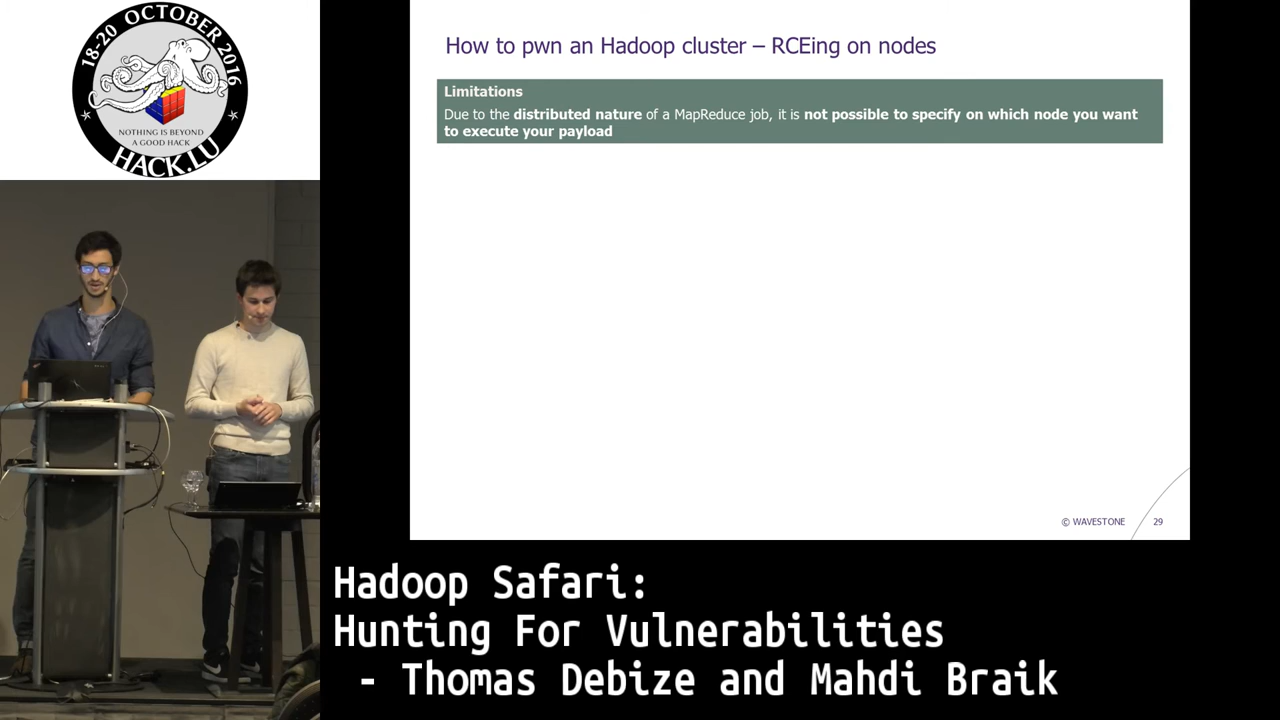 18-20 OCTOBER 2016
NOTHING IS BEYOND
A GOOD HACK
HACK.LU
How to pwn an Hadoop cluster – RCEing on nodes
Limitations
Due to the distributed nature of a MapReduce job, it is not possible to specify on which node you want
to execute your payload
© WAVESTONE 29
Hadoop Safari:
Hunting For Vulnerabilities
- Thomas Debize and Mahdi Braik